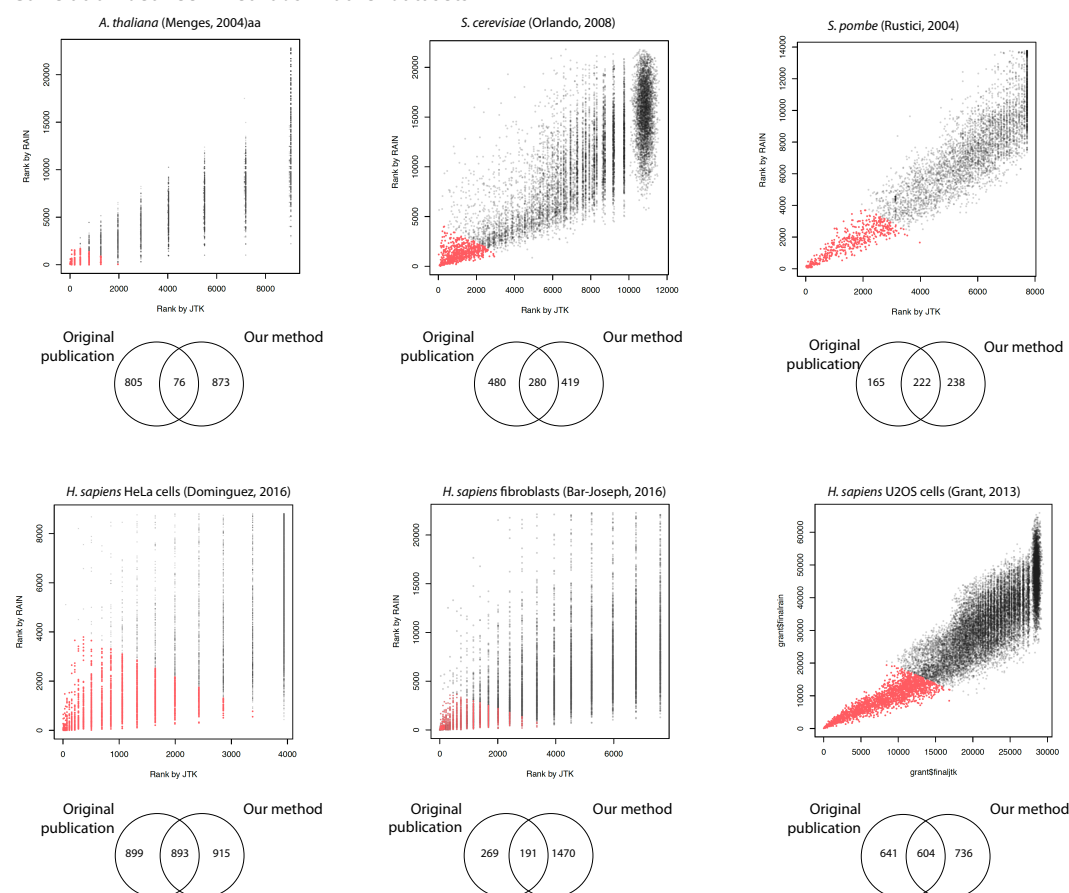 A. thaliana (Menges, 2004)aa
S. cerevisiae (Orlando, 2008)
S. pombe (Rustici, 2004)
Rank by RAIN
0 5000 10000 15000 20000
0 2000 4000 6000 8000
Rank by JTK
Rank by RAIN
0 5000 10000 15000 20000
0 2000 4000 6000 8000 10000 12000
Rank by JTK
Rank by RAIN
0 2000 4000 6000 8000 10000 12000 14000
0 2000 4000 6000 8000
Rank by JTK
Original
publication
Our method
805 76 873
Original
publication
Our method
480 280 419
Original
publication
Our method
165 222 238
H. sapiens HeLa cells (Dominguez, 2016)
H. sapiens fibroblasts (Bar-Joseph, 2016)
H. sapiens U2OS cells (Grant, 2013)
Rank by RAIN
0 2000 4000 6000 8000
0 1000 2000 3000 4000
Rank by JTK
Rank by RAIN
0 5000 10000 15000 20000
0 2000 4000 6000
Rank by JTK
grant$finalrain
0 10000 20000 30000 40000 50000 60000
0 5000 10000 15000 20000 25000 30000
grant$finaljtk
Original
publication
Our method
899 893 915
Original
publication
Our method
269 191 1470
Original
publication
Our method
641 604 736